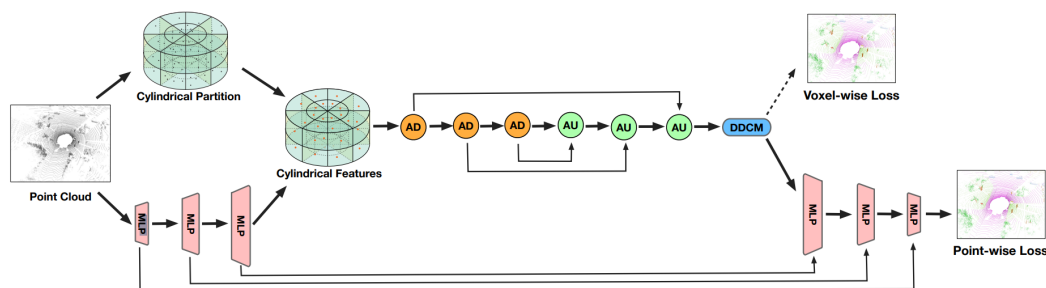 Point Cloud
Cylindrical Partition
MLP
MLP
MLP
Cylindrical Features
AD
AD
AD
AU
AU
AU
DDCM
Voxel-wise Loss
MLP
MLP
MLP
Point-wise Loss